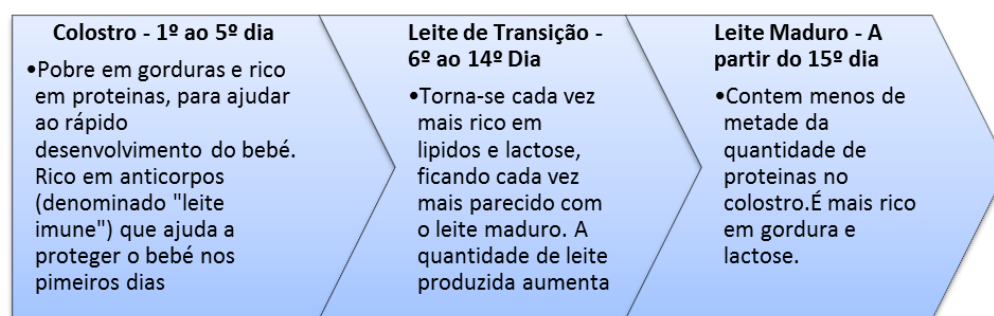 Colostro - 1º ao 5º dia
•Pobre em gorduras e rico
em proteinas, para ajudar
ao rápido
desenvolvimento do bebé.
Rico em anticorpos
(denominado "leite
imune") que ajuda a
proteger o bebé nos
pimeiros dias
Leite de Transição -
6º ao 14º Dia
•Torna-se cada vez
mais rico em
lipidos e lactose,
ficando cada vez
mais parecido com
o leite maduro. A
quantidade de leite
produzida aumenta
Leite Maduro - A
partir do 15º dia
•Contem menos de
metade da
quantidade de
proteinas no
colostro.É mais rico
em gordura e
lactose.